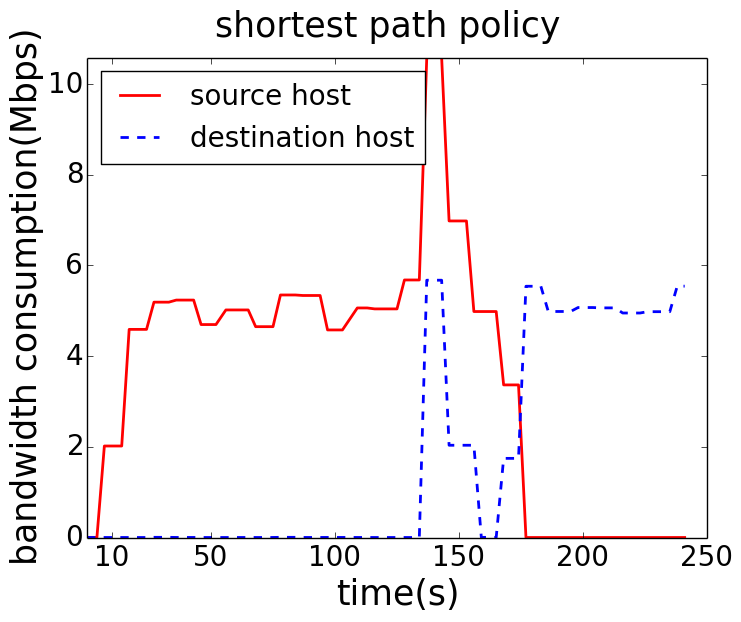 shortest path policy
bandwidth consumption(Mbps)
10
8
6
4
2
0
source host
destination host
10 50 100 150 200 250
time(s)